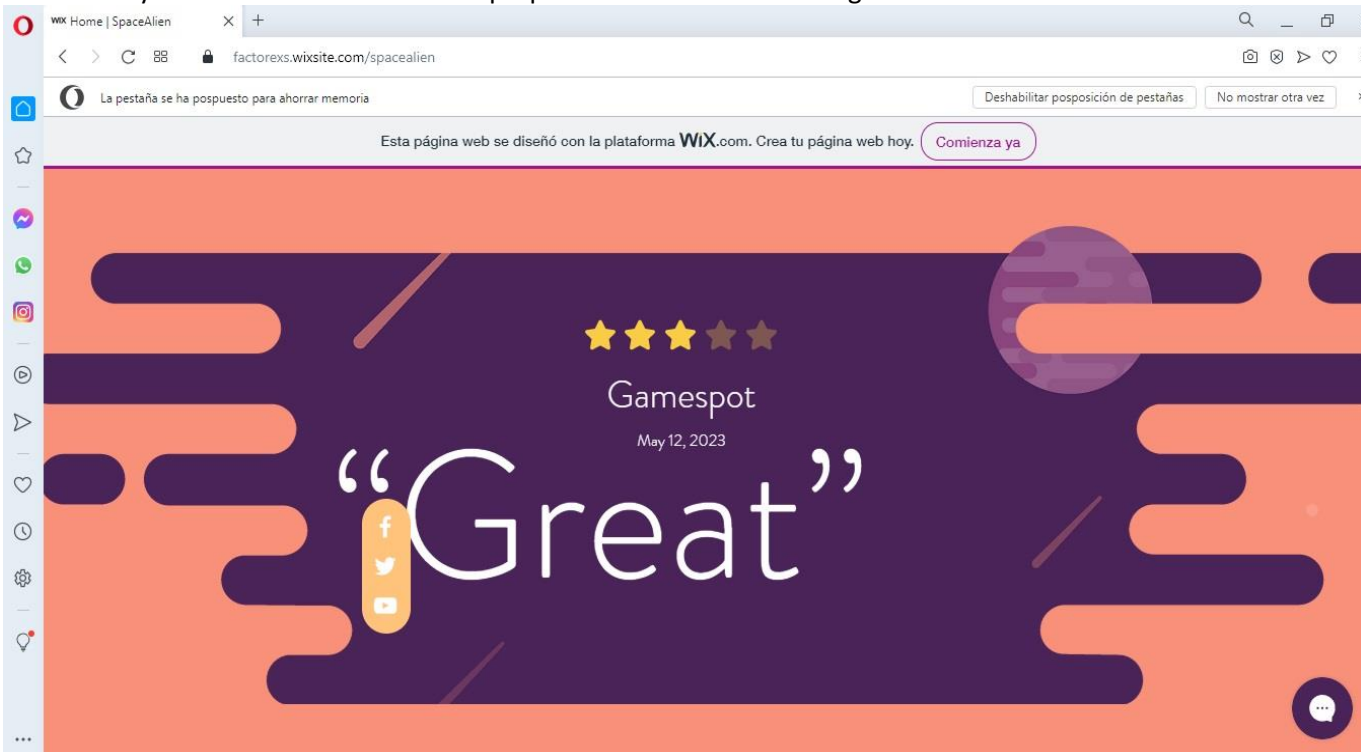 WIX Home | SpaceAlien
factorexs.wixsite.com/spacealien
La pestaña se ha pospuesto para ahorrar memoria
Deshabilitar posposición de pestañas
No mostrar otra vez
Esta página web se diseñó con la plataforma WiX.com. Crea tu página web hoy.
Comienza ya
Gamespot
May 12, 2023
“Great”